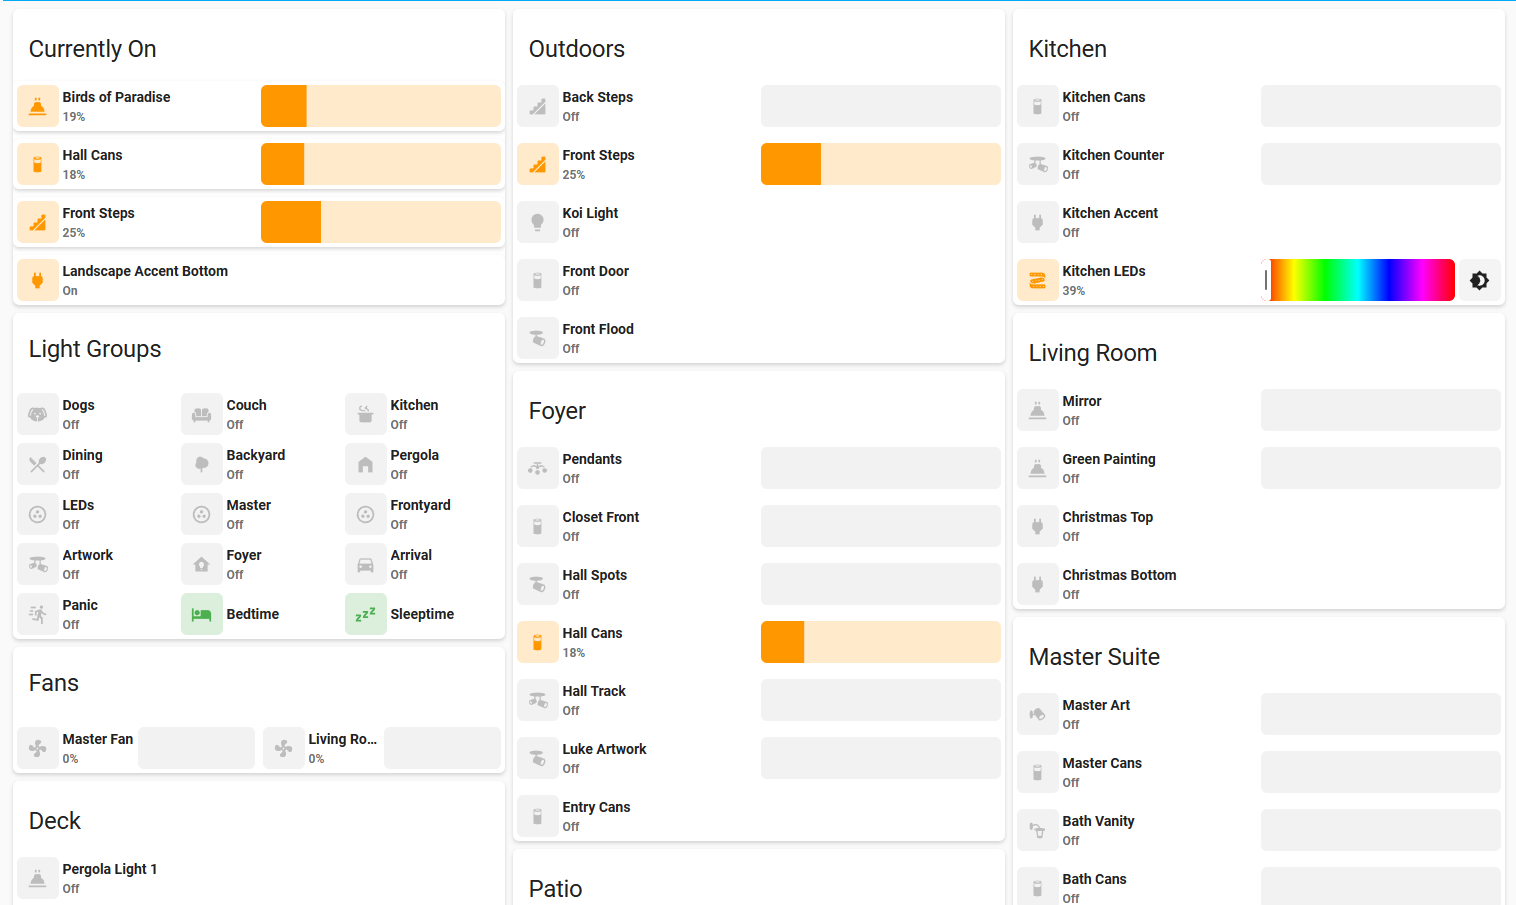 Currently On
Birds of Paradise
19%
Hall Cans
18%
Front Steps
25%
Landscape Accent Bottom
On
Light Groups
Dogs
Off
Couch
Off
Kitchen
Off
Dining
Off
Backyard
Off
Pergola
Off
LEDs
Off
Master
Off
Frontyard
Off
Artwork
Off
Foyer
Off
Arrival
Off
Panic
Off
Bedtime
zzz
Sleeptime
Fans
Master Fan
0%
Living Ro...
0%
Deck
Pergola Light 1
Off
Outdoors
Back Steps
Off
Front Steps
25%
Koi Light
Off
Front Door
Off
Front Flood
Off
Foyer
Pendants
Off
Closet Front
Off
Hall Spots
Off
Hall Cans
18%
Hall Track
Off
Luke Artwork
Off
Entry Cans
Off
Patio
Kitchen
Kitchen Cans
Off
Kitchen Counter
Off
Kitchen Accent
Off
Kitchen LEDs
39%
Living Room
Mirror
Off
Green Painting
Off
Christmas Top
Off
Christmas Bottom
Off
Master Suite
Master Art
Off
Master Cans
Off
Bath Vanity
Off
Bath Cans
Off